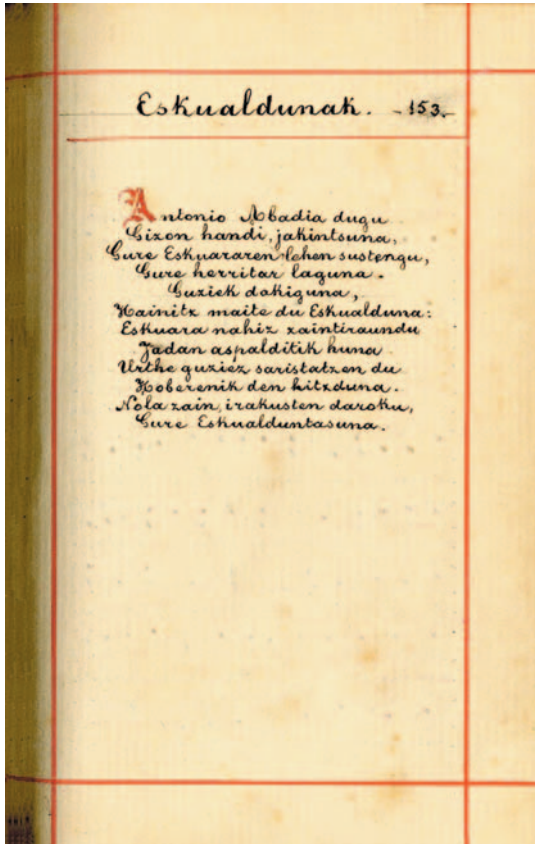 Eskualdunak. -153.-
Antonio Abadia dugu
Gizon handi, jakintsuna,
Gure Eskuararen lehen sustengu,
Gure herritar laguna.
Guziek dakiguna,
Hainitz maite du Eskualduna:
Eskuara nahiz zaintiraundu
Jadan aspalditik huna
Urthe guziez saristatzen du
Hoberenik den hitzduna.
Nola zain, irakusten daroku,
Gure Eskualduntasuna.